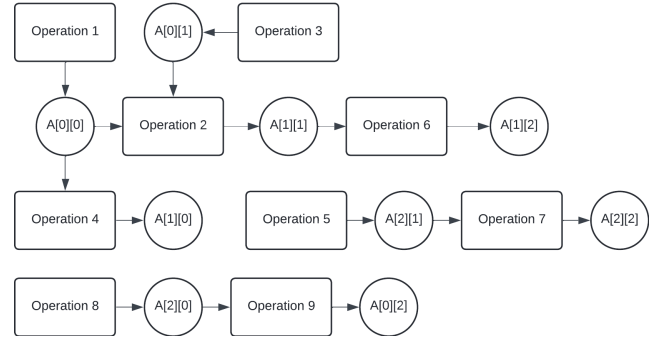 Operation 1
A[0][1]
Operation 3
A[0][0]
Operation 2
A[1][1]
Operation 6
A[1][2]
Operation 4
A[1][0]
Operation 5
A[2][1]
Operation 7
A[2][2]
Operation 8
A[2][0]
Operation 9
A[0][2]